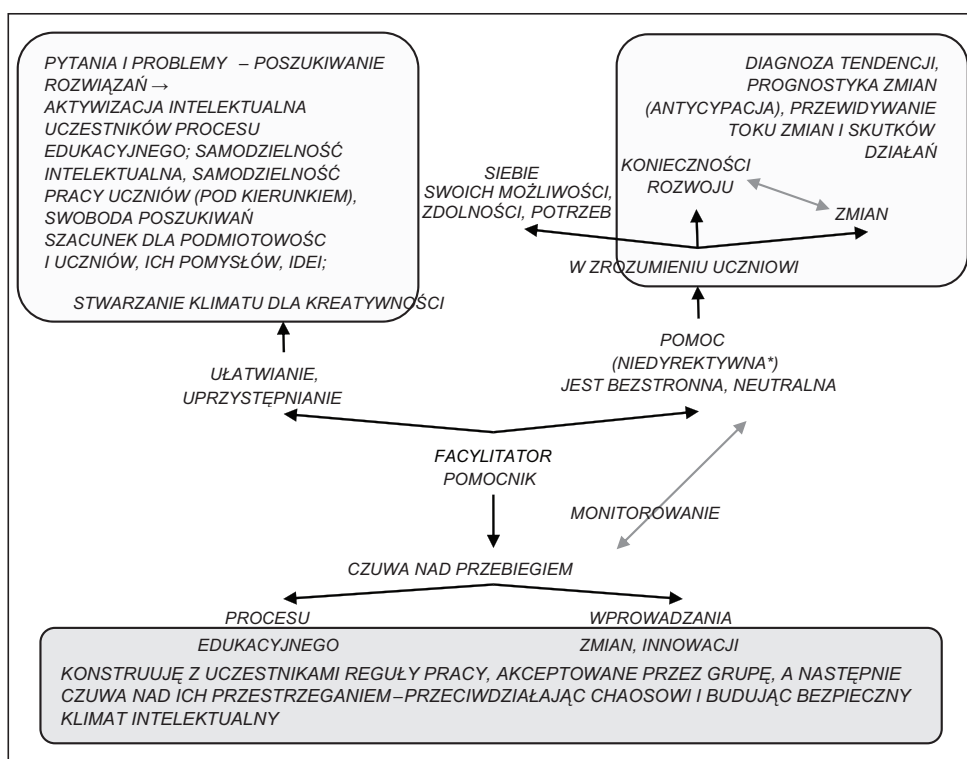 PYTANIA I PROBLEMY – POSZUKIWANIE
ROZWIĄZAŃ →
AKTYWIZACJA INTELEKTUALNA
UCZESTNIKÓW PROCESU
EDUKACYJNEGO; SAMODZIELNOŚĆ
INTELEKTUALNA, SAMODZIELNOŚĆ
PRACY UCZNIÓW (POD KIERUNKIEM),
SWOBODA POSZUKIWAŃ
SZACUNEK DLA PODMIOTOWOŚC
I UCZNIÓW, ICH POMYSŁÓW, IDEI;
STWARZANIE KLIMATU DLA KREATYWNOŚCI
DIAGNOZA TENDENCJI,
PROGNOSTYKA ZMIAN
(ANTYCYPACJA), PRZEWIDYWANIE
TOKU ZMIAN I SKUTKÓW
DZIAŁAŃ
SIEBIE
SWOICH MOŻLIWOŚCI,
ZDOLNOŚCI, POTRZEB
KONIECZNOŚCI
ROZWOJU
ZMIAN
W ZROZUMIENIU UCZNIOWI
UŁATWIANIE,
UPRZYSTĘPNIANIE
POMOC
(NIEDYREKTYWNA*)
JEST BEZSTRONNA, NEUTRALNA
FACYLITATOR
POMOCNIK
MONITOROWANIE
CZUWA NAD PRZEBIEGIEM
PROCESU
EDUKACYJNEGO
WPROWADZANIA
ZMIAN, INNOWACJI
KONSTRUUJĘ Z UCZESTNIKAMI REGUŁY PRACY, AKCEPTOWANE PRZEZ GRUPĘ, A NASTĘPNIE
CZUWA NAD ICH PRZESTRZEGANIEM–PRZECIWDZIAŁAJĄC CHAOSOWI I BUDUJĄC BEZPIECZNY
KLIMAT INTELEKTUALNY